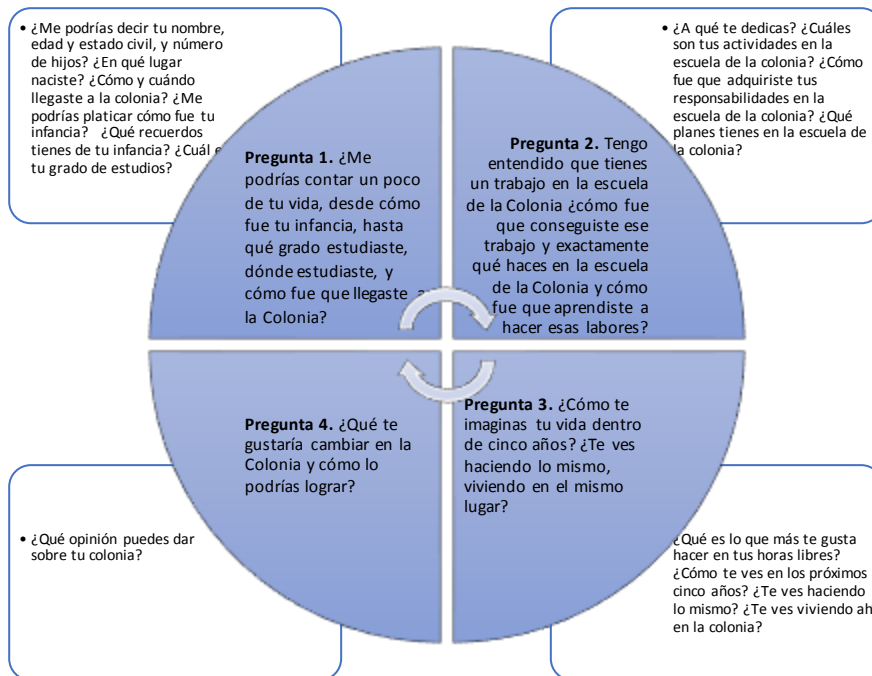 • ¿Me podrías decir tu nombre,
edad y estado civil, y número
de hijos? ¿En qué lugar
naciste? ¿Cómo y cuándo
llegaste a la colonia? ¿Me
podrías platicar cómo fue tu
infancia? ¿Qué recuerdos
tienes de tu infancia? ¿Cuál e
tu grado de estudios?
• ¿A qué te dedicas? ¿Cuáles
son tus actividades en la
escuela de la colonia? ¿Cómo
fue que adquiriste tus
responsabilidades en la
escuela de la colonia? ¿Qué
planes tienes en la escuela de
la colonia?
Pregunta 1. ¿Me
podrías contar un poco
de tu vida, desde cómo
fue tu infancia, hasta
qué grado estudiaste,
dónde estudiaste, y
cómo fue que llegaste a
la Colonia?
Pregunta 2. Tengo
entendido que tienes
un trabajo en la escuela
de la Colonia ¿cómo fue
que conseguiste ese
trabajo y exactamente
qué haces en la escuela
de la Colonia y cómo
fue que aprendiste a
hacer esas labores?
Pregunta 4. ¿Qué te
gustaría cambiar en la
Colonia y cómo lo
podrías lograr?
Pregunta 3. ¿Cómo te
imaginas tu vida dentro
de cinco años? ¿Te ves
haciendo lo mismo,
viviendo en el mismo
lugar?
• ¿Qué opinión puedes dar
sobre tu colonia?
¿Qué es lo que más te gusta
hacer en tus horas libres?
¿Cómo te ves en los próximos
cinco años? ¿Te ves haciendo
lo mismo? ¿Te ves viviendo ah
en la colonia?